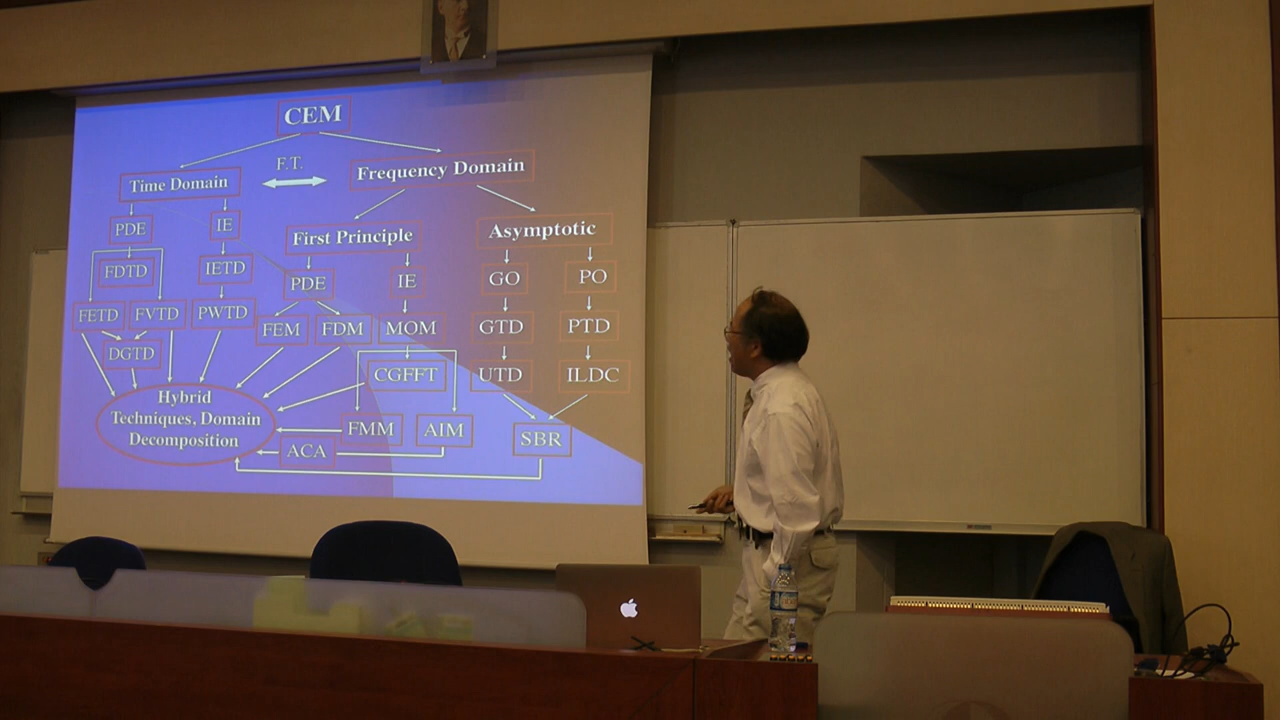 CEM
F.T.
Time Domain
Frequency Domain
PDE
IE
First Principle
Asymptotic
FDTD
IETD
PDE
IE
GO
PO
FETD
FVTD
PWTD
FEM
FDM
MOM
GTD
PTD
DGTD
CGFFT
UTD
ILDC
Hybrid
Techniques, Domain
Decomposition
FMM
AIM
SBR
ACA